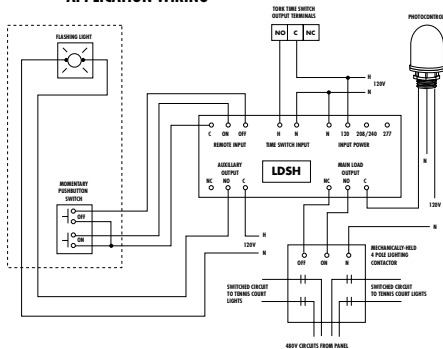 APPLICATION WIRING
TORK TIME SWITCH
OUTPUT TERMINALS
PHOTOCONTROL
NO C NC
FLASHING LIGHT
H
120V
N
C ON OFF H N N 120 208/240 277
REMOTE INPUT TIME SWITCH INPUT INPUT POWER
AUXILIARY
OUTPUT
LDSH
MAIN LOAD
OUTPUT
NC NO C NC NO C
N
120V
MOMENTARY
PUSHBUTTON
SWITCH
OFF
ON
H
120V
N
N
OFF ON N
MECHANICALLY-HELD
4 POLE LIGHTING
CONTACTOR
SWITCHED CIRCUIT
TO TENNIS COURT
LIGHTS
SWITCHED CIRCUIT
TO TENNIS COURT LIGHTS
480V CIRCUITS FROM PANEL